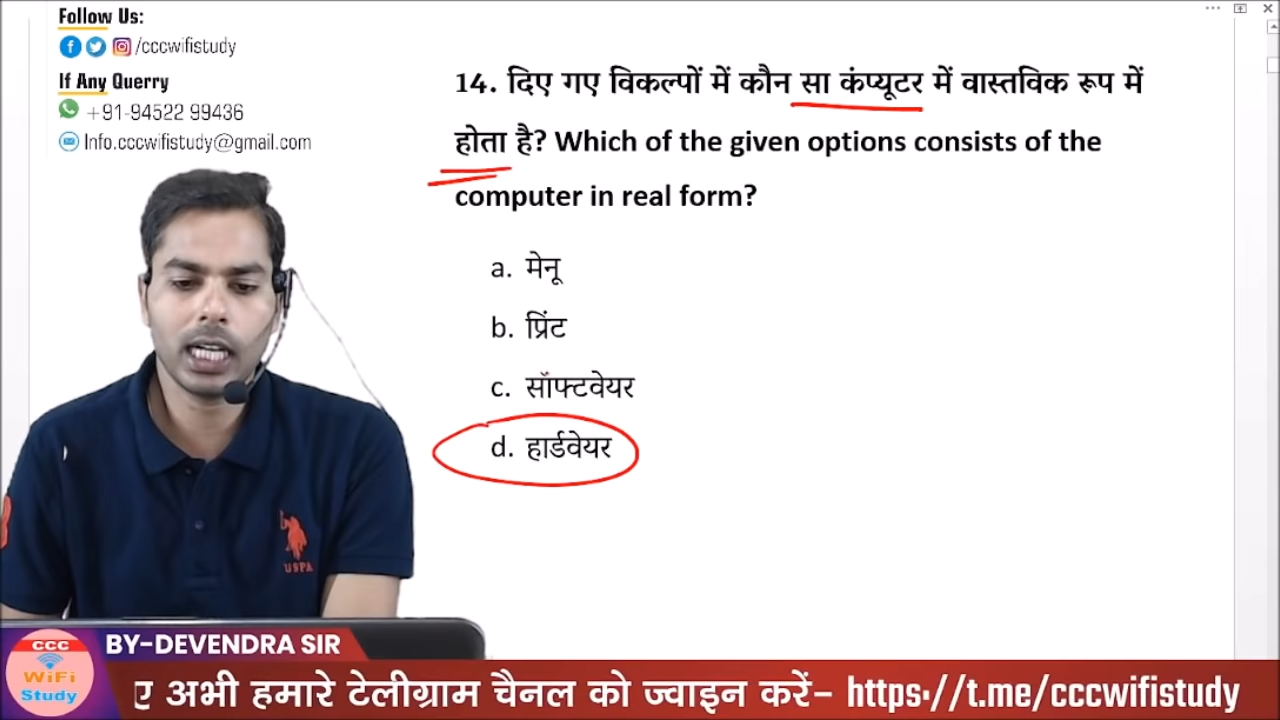 Follow Us:
/cccwifistudy
If Any Querry
+91-94522 99436
Info.cccwifistudy@gmail.com
14. दिए गए विकल्पों में कौन सा कंप्यूटर में वास्तविक रूप में
होता है? Which of the given options consists of the
computer in real form?
a. मेनू
b. प्रिंट
c. सॉफ्टवेयर
d. हार्डवेयर
USPA
CCC
WiFi
Study
BY-DEVENDRA SIR
ए अभी हमारे टेलीग्राम चैनल को ज्वाइन करें- https://t.me/cccwifistudy